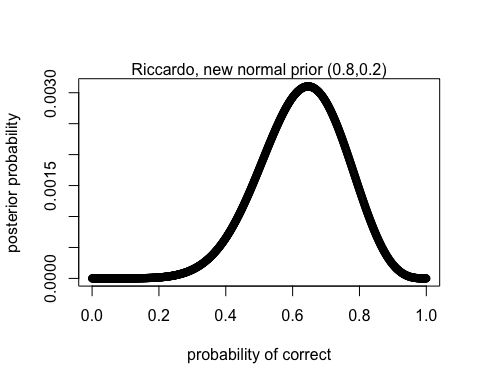 Riccardo, new normal prior (0.8,0.2)
posterior probability
0.0030
0.0015
0.0000
0.0 0.2 0.4 0.6 0.8 1.0
probability of correct